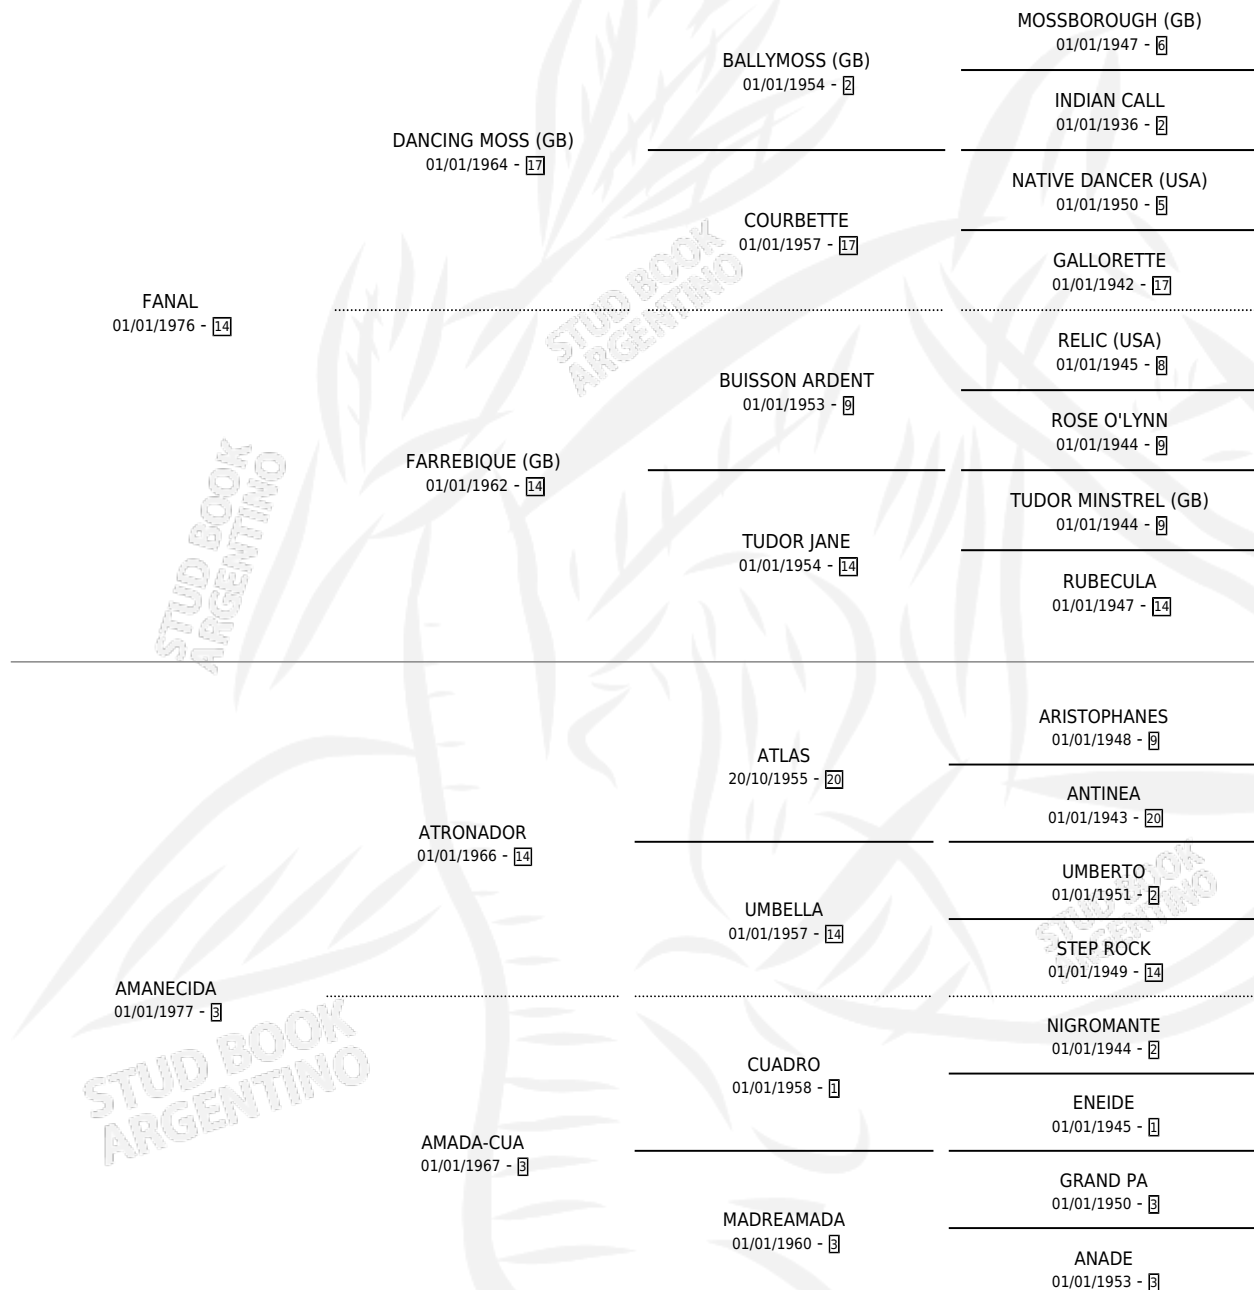 MOSSBOROUGH (GB)
01/01/1947 - 6
BALLYMOSS (GB)
01/01/1954 - 2
INDIAN CALL
01/01/1936 - 2
DANCING MOSS (GB)
01/01/1964 - 17
NATIVE DANCER (USA)
01/01/1950 - 5
COURBETTE
01/01/1957 - 17
GALLORETTE
01/01/1942 - 17
FANAL
01/01/1976 - 14
RELIC (USA)
01/01/1945 - 8
BUISSON ARDENT
01/01/1953 - 9
ROSE O'LYNN
01/01/1944 - 9
FARREBIQUE (GB)
01/01/1962 - 14
TUDOR MINSTREL (GB)
01/01/1944 - 9
TUDOR JANE
01/01/1954 - 14
RUBECULA
01/01/1947 - 14
STUD BOOK
ARGENTINO
STUD BOOK
ARGENTINO
ARISTOPHANES
01/01/1948 - 9
ATLAS
20/10/1955 - 20
ANTINEA
01/01/1943 - 20
ATRONADOR
01/01/1966 - 14
UMBERTO
01/01/1951 - 2
UMBELLA
01/01/1957 - 14
STEP ROCK
01/01/1949 - 14
STUD BOOK
ARGENTINO
AMANECIDA
01/01/1977 - 3
NIGROMANTE
01/01/1944 - 2
CUADRO
01/01/1958 - 1
ENEIDE
01/01/1945 - 1
AMADA-CUA
01/01/1967 - 3
GRAND PA
01/01/1950 - 3
MADREAMADA
01/01/1960 - 3
ANADE
01/01/1953 - 3
STUD BOOK
ARGENTINO